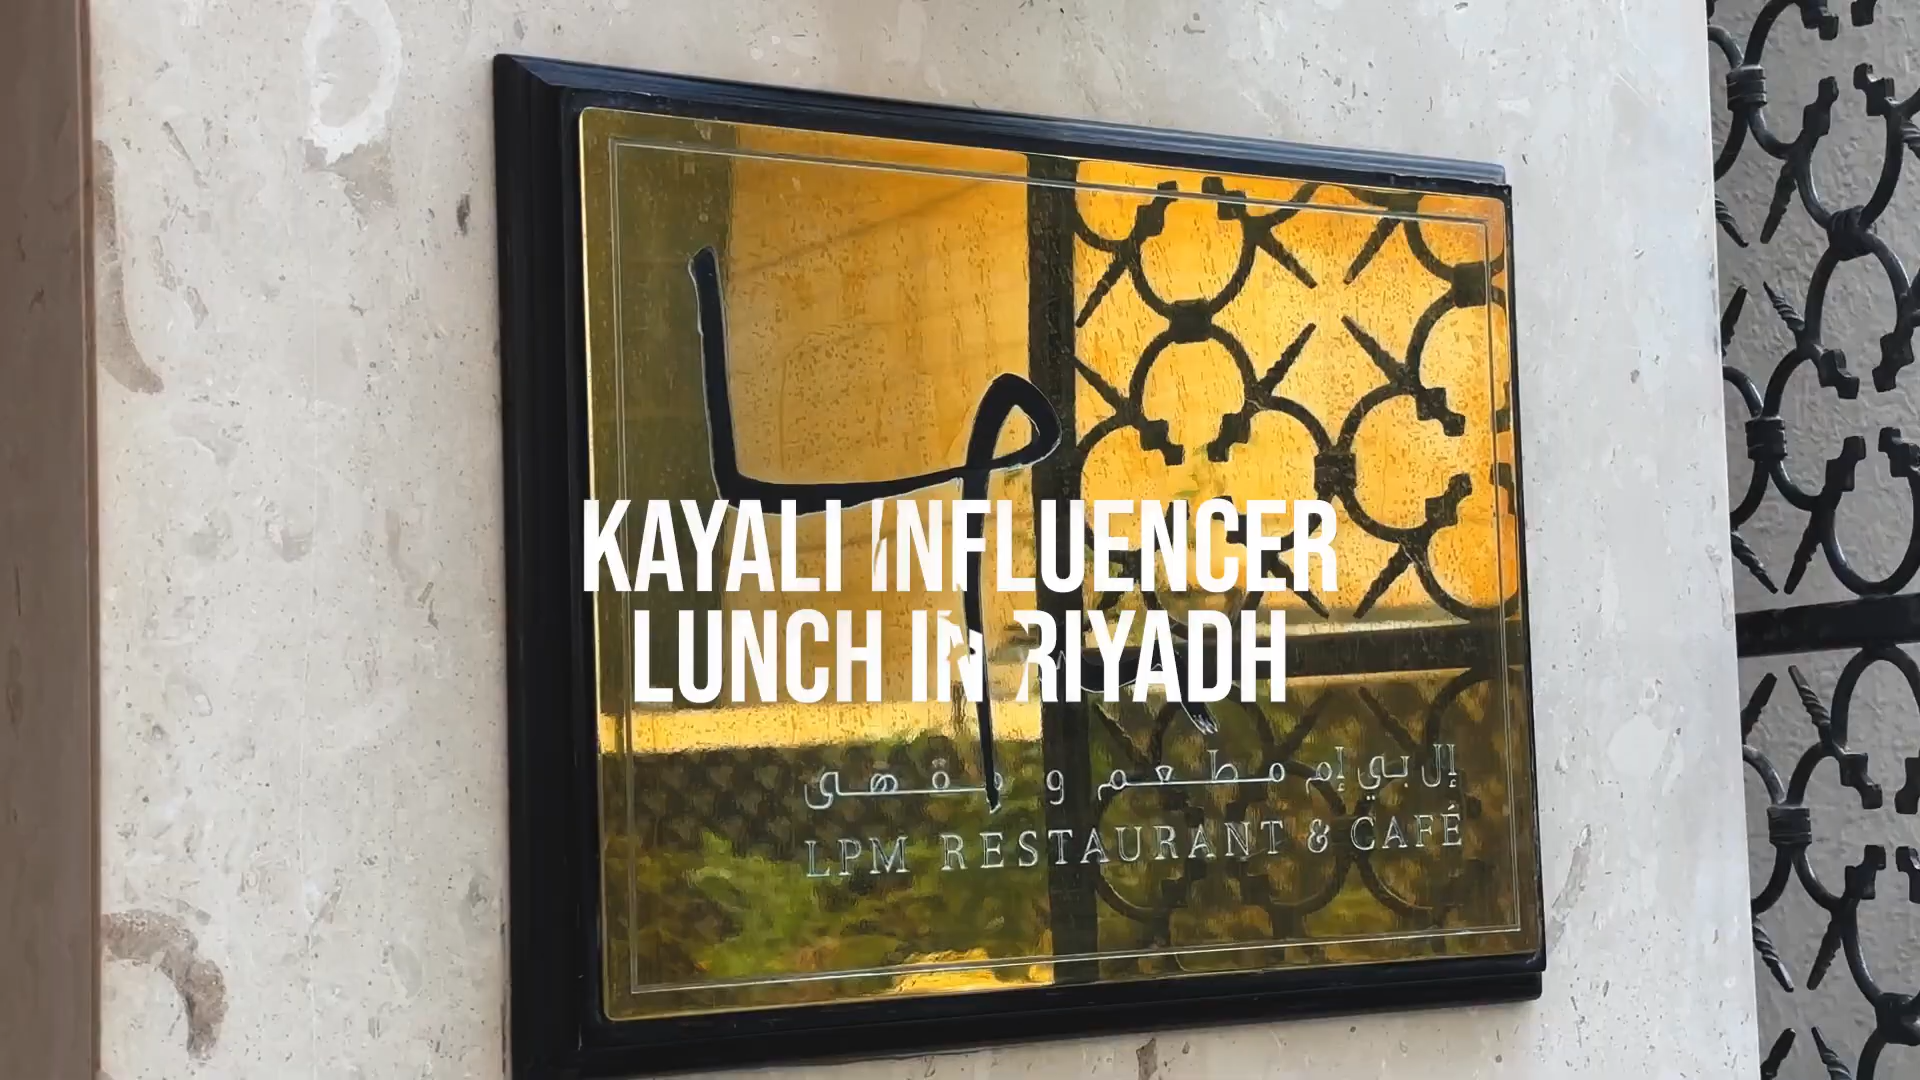 KAYALI INFLUENCER
LUNCH IN RIYADH
إل بي إم مطعم و مقهى
LPM RESTAURANT & CAFÉ